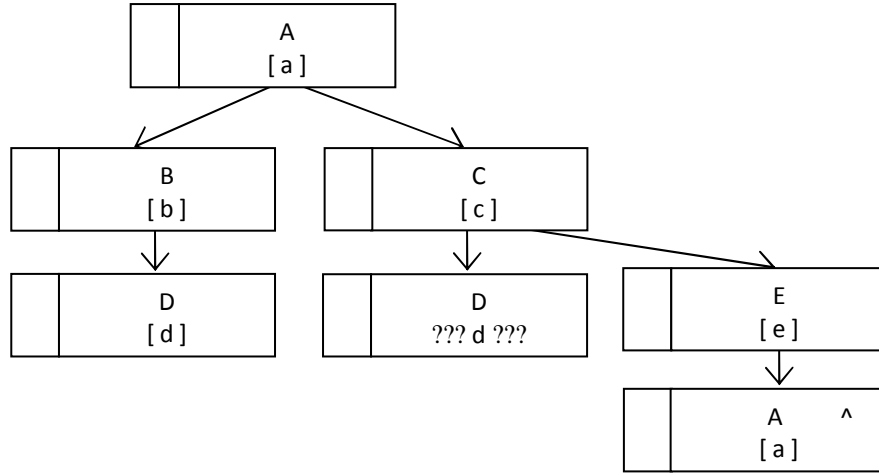 A
[ a ]
B
[ b ]
C
[ c ]
D
[ d ]
D
??? d ???
E
[ e ]
A ^
[ a ]